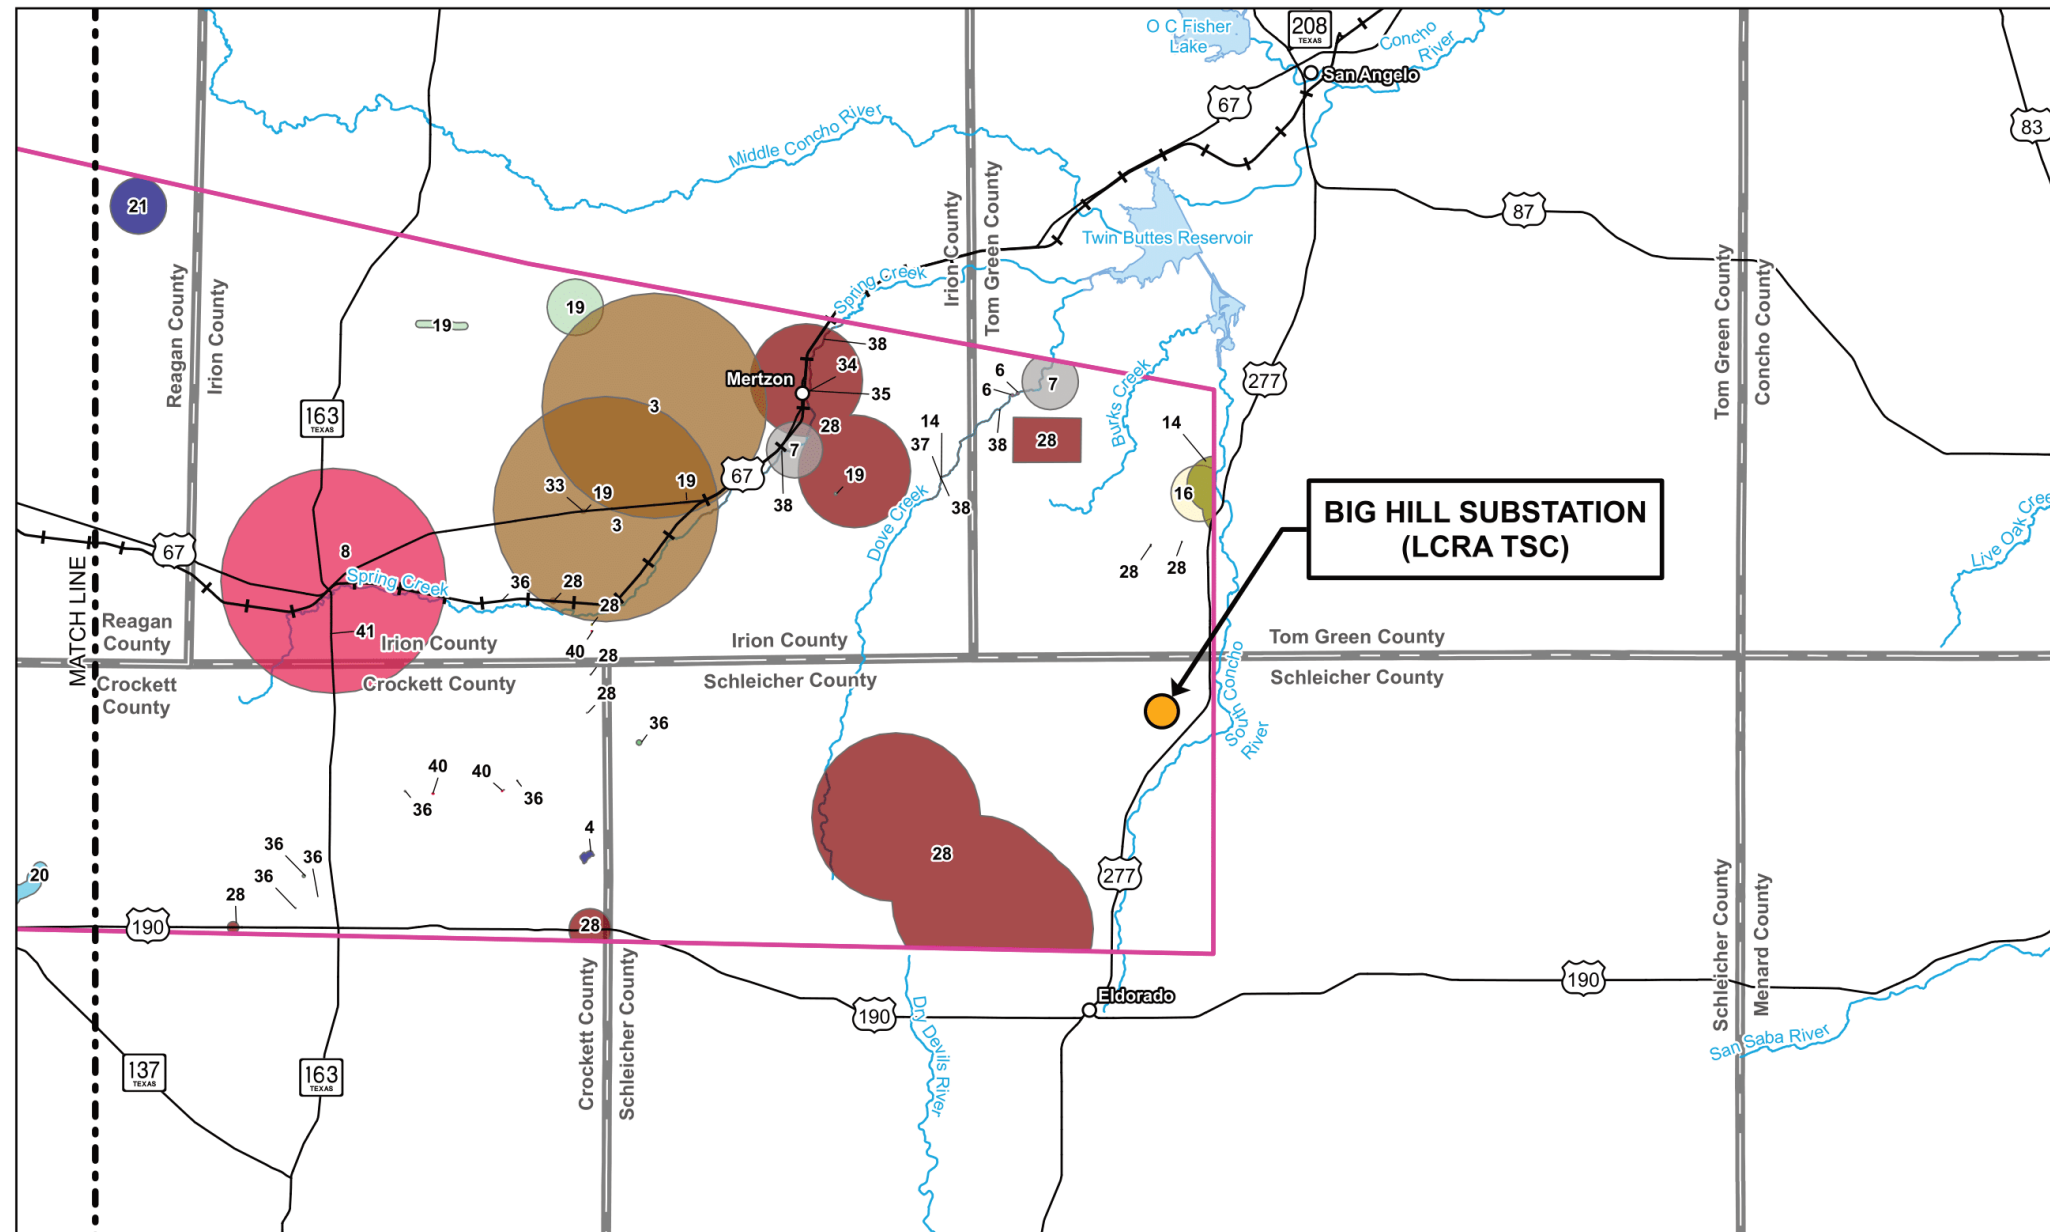 O C Fisher
Lake
208
TEXAS
Concho
River
San Angelo
67
83
Middle Concho River
21
87
Irion County
Tom Green County
Twin Buttes Reservoir
Reagan County
Irion County
Spring Creek
Tom Green County
Concho County
19
19
38
34
Mertzon
35
3
6
6
7
Burks Creek
277
163
TEXAS
28
14
37
38
28
14
7
67
19
38
38
16
33
19
19
3
Dove Creek
BIG HILL SUBSTATION
(LCRA TSC)
67
8
Spring Creek
36
28
28
28
28
Live Oak Cree
MATCH LINE
Reagan
County
41
Irion County
40
28
Irion County
Tom Green County
Crockett
County
Crockett County
28
Schleicher County
Schleicher County
South Concho
River
36
40
36
40
36
4
36
36
36
20
28
28
277
190
28
Schleicher County
Menard County
Crockett County
Schleicher County
190
190
Eldorado
Dry Devils River
San Saba River
137
TEXAS
163
TEXAS